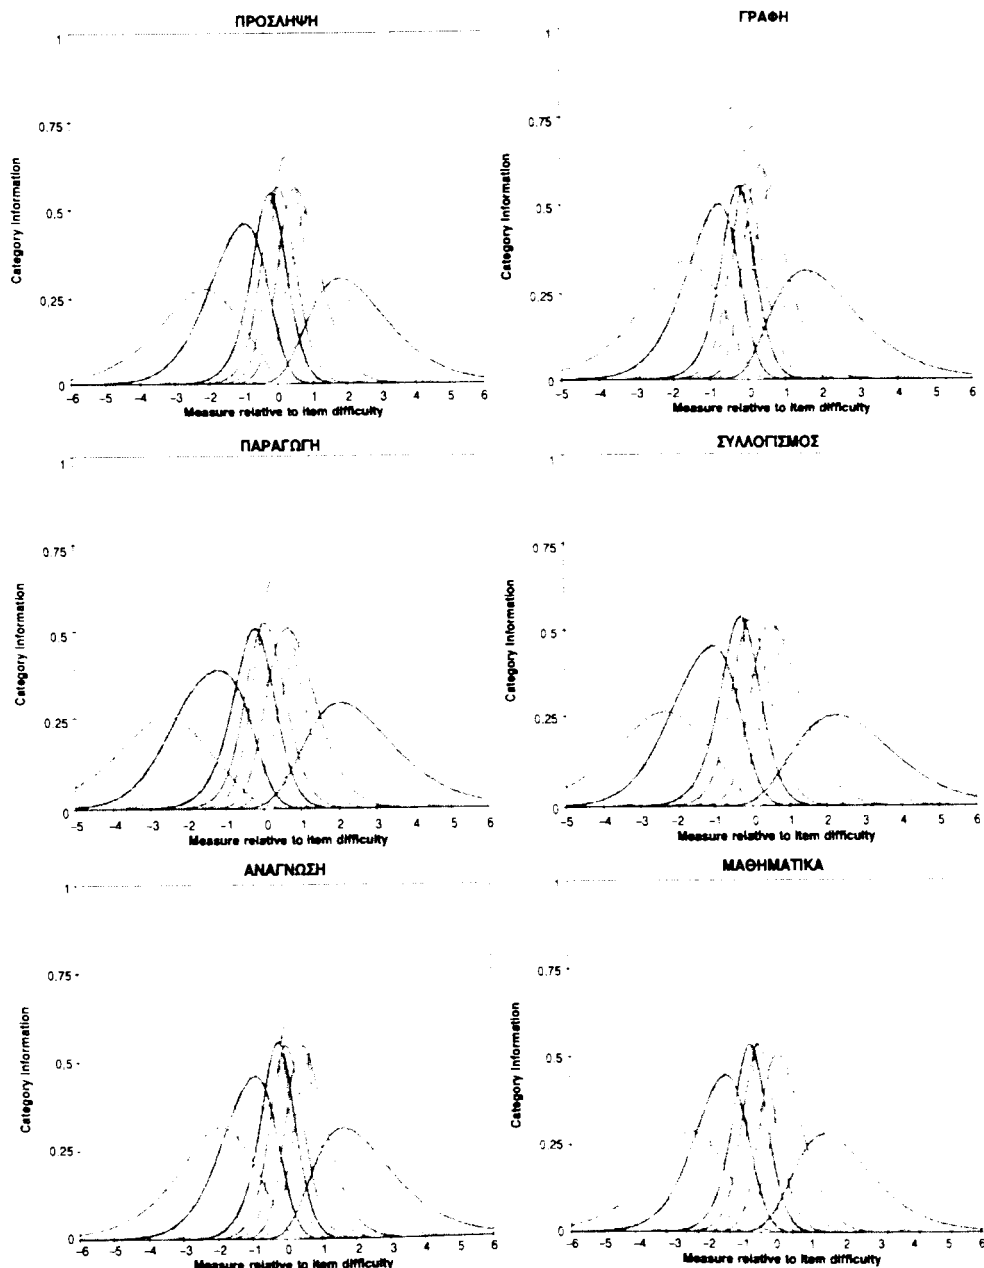 ΠΡΟΣΛΗΨΗ
1
0.75
0.5
0.25
0
Category Information
-6 -5 -4 -3 -2 -1 0 1 2 3 4 5 6
Measure relative to item difficulty
ΓΡΑΦΗ
1
0.75
0.5
0.25
0
Category Information
-5 -4 -3 -2 -1 0 1 2 3 4 5 6
Measure relative to item difficulty
ΠΑΡΑΓΩΓΗ
1
0.75
0.5
0.25
0
Category Information
-5 -4 -3 -2 -1 0 1 2 3 4 5 6
Measure relative to item difficulty
ΣΥΛΛΟΓΙΣΜΟΣ
1
0.75
0.5
0.25
0
Category Information
-5 -4 -3 -2 -1 0 1 2 3 4 5 6
Measure relative to item difficulty
ΑΝΑΓΝΩΣΗ
1
0.75
0.5
0.25
0
Category Information
-6 -5 -4 -3 -2 -1 0 1 2 3 4 5 6
Measure relative to item difficulty
ΜΑΘΗΜΑΤΙΚΑ
1
0.75
0.5
0.25
0
Category Information
-6 -5 -4 -3 -2 -1 0 1 2 3 4 5 6
Measure relative to item difficulty